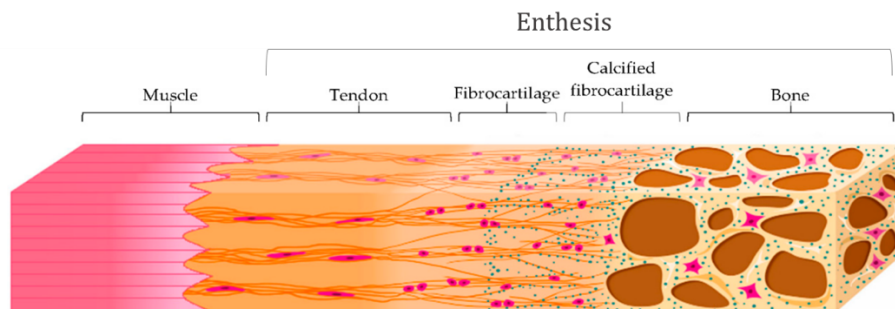 Enthesis
Muscle
Tendon
Fibrocartilage
Calcified
fibrocartilage
Bone